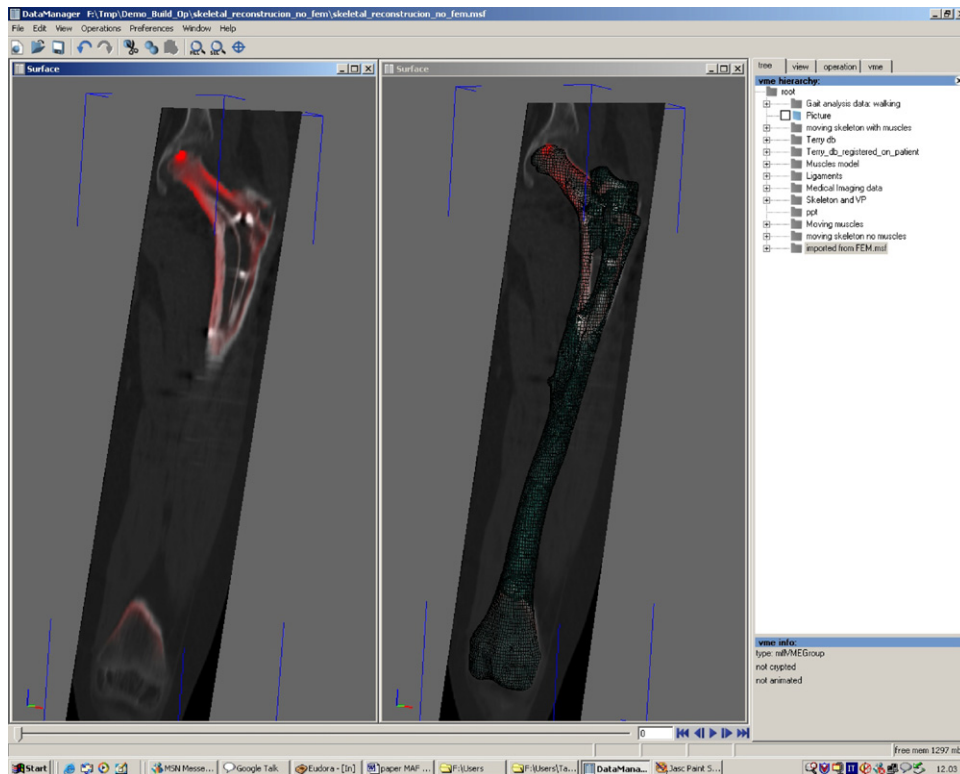 DataManager F:\Tmp\Demo_Build_Op\skeletal_reconstrucion_no_fem\skeletal_reconstrucion_no_fem.msf
File Edit View Operations Preferences Window Help
Surface
Surface
tree view operation vme
vme hierarchy:
root
Gait analysis data: walking
Picture
moving skeleton with muscles
Terry db
Terry_db_registered_on_patient
Muscles model
Ligaments
Medical Imaging data
Skeleton and VP
ppt
Moving muscles
moving skeleton no muscles
imported from FEM.msf
vme info:
type: mflVMEGroup
not crypted
not animated
0
free mem 1297 mb
Start MSN Messe... Google Talk Eudora - [In] paper MAF ... F:\Users F:\Users\Ta... DataMana... Jasc Paint S... IT 12.03